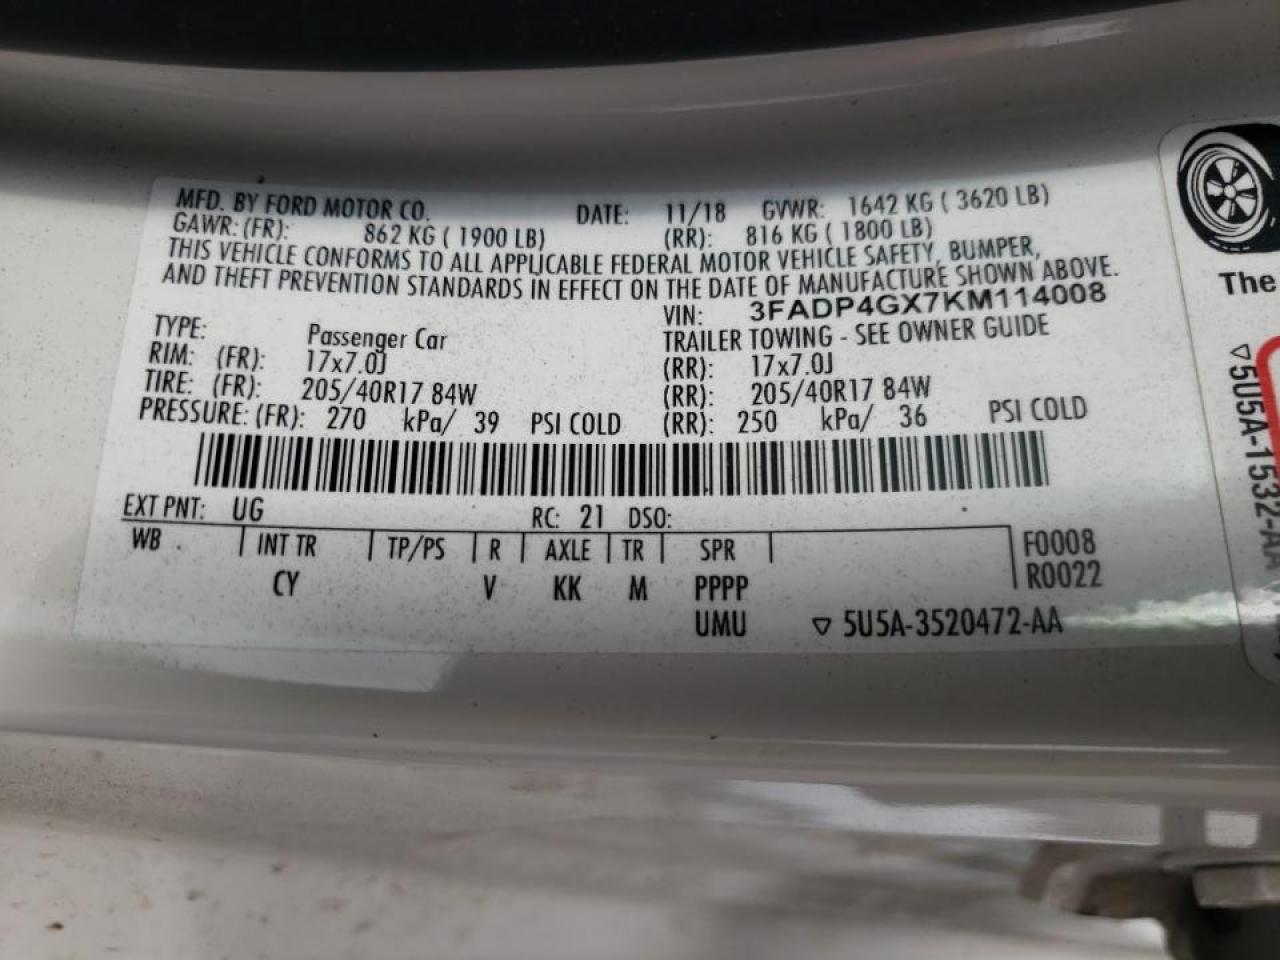 MFD. BY FORD MOTOR CO. DATE: 11/18 GVWR: 1642 KG ( 3620 LB)
GAWR: (FR): 862 KG ( 1900 LB) (RR): 816 KG ( 1800 LB)
THIS VEHICLE CONFORMS TO ALL APPLICABLE FEDERAL MOTOR VEHICLE SAFETY, BUMPER,
AND THEFT PREVENTION STANDARDS IN EFFECT ON THE DATE OF MANUFACTURE SHOWN ABOVE.
VIN: 3FADP4GX7KM114008
TYPE: Passenger Car TRAILER TOWING - SEE OWNER GUIDE
RIM: (FR): 17x7.0J (RR): 17x7.0J
TIRE: (FR): 205/40R17 84W (RR): 205/40R17 84W
PRESSURE: (FR): 270 kPa/ 39 PSI COLD (RR): 250 kPa/ 36 PSI COLD
EXT PNT: UG RC: 21 DSO:
WB INT TR TP/PS R AXLE TR SPR F0008
CY V KK M PPPP R0022
UMU ▽ 5U5A-3520472-AA
The
▽5U5A-1532-AA